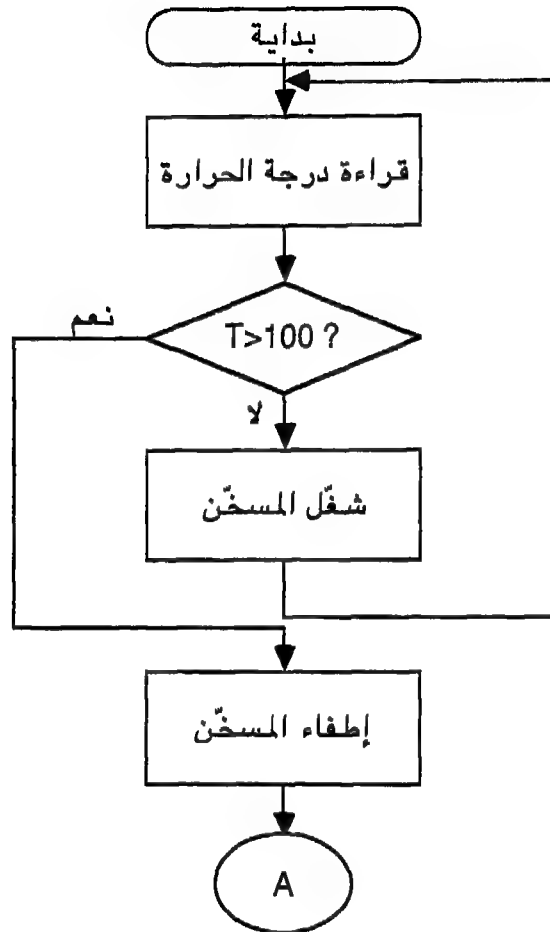 بداية
قراءة درجة الحرارة
T>100 ?
نعم
لا
شغّل المسخّن
إطفاء المسخّن
A